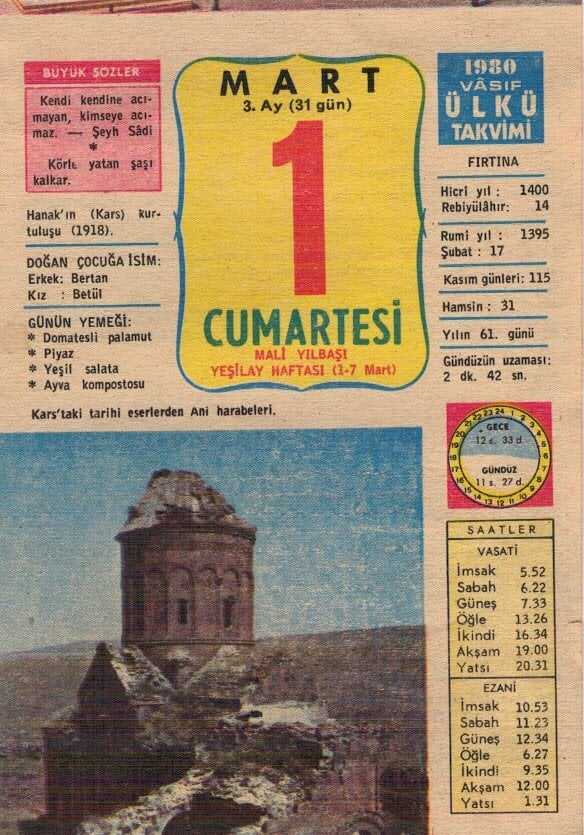 BÜYÜK SÖZLER
Kendi kendine acı-
mayan, kimseye acı-
maz. — Şeyh Sâdi
*
Körle yatan şaşı
kalkar.
Hanak'ın (Kars) kur-
tuluşu (1918).
DOĞAN ÇOCUĞA İSİM:
Erkek: Bertan
Kız : Betül
GÜNÜN YEMEĞİ:
* Domatesli palamut
* Piyaz
* Yeşil salata
* Ayva kompostosu
MART
3. Ay (31 gün)
1
CUMARTESİ
MALİ YILBAŞI
YEŞİLAY HAFTASI (1-7 Mart)
1980
VÂSIF
ÜLKÜ
TAKVİMİ
FIRTINA
Hicrî yıl : 1400
Rebiyülâhır: 14
Rumi yıl : 1395
Şubat : 17
Kasım günleri: 115
Hamsin : 31
Yılın 61. günü
Gündüzün uzaması:
2 dk. 42 sn.
Kars'taki tarihi eserlerden Ani harabeleri.
GECE
12 s. 33 d.
GÜNDÜZ
11 s. 27 d.
SAATLER
VASATİ
İmsak 5.52
Sabah 6.22
Güneş 7.33
Öğle 13.26
İkindi 16.34
Akşam 19.00
Yatsı 20.31
EZANİ
İmsak 10.53
Sabah 11.23
Güneş 12.34
Öğle 6.27
İkindi 9.35
Akşam 12.00
Yatsı 1.31